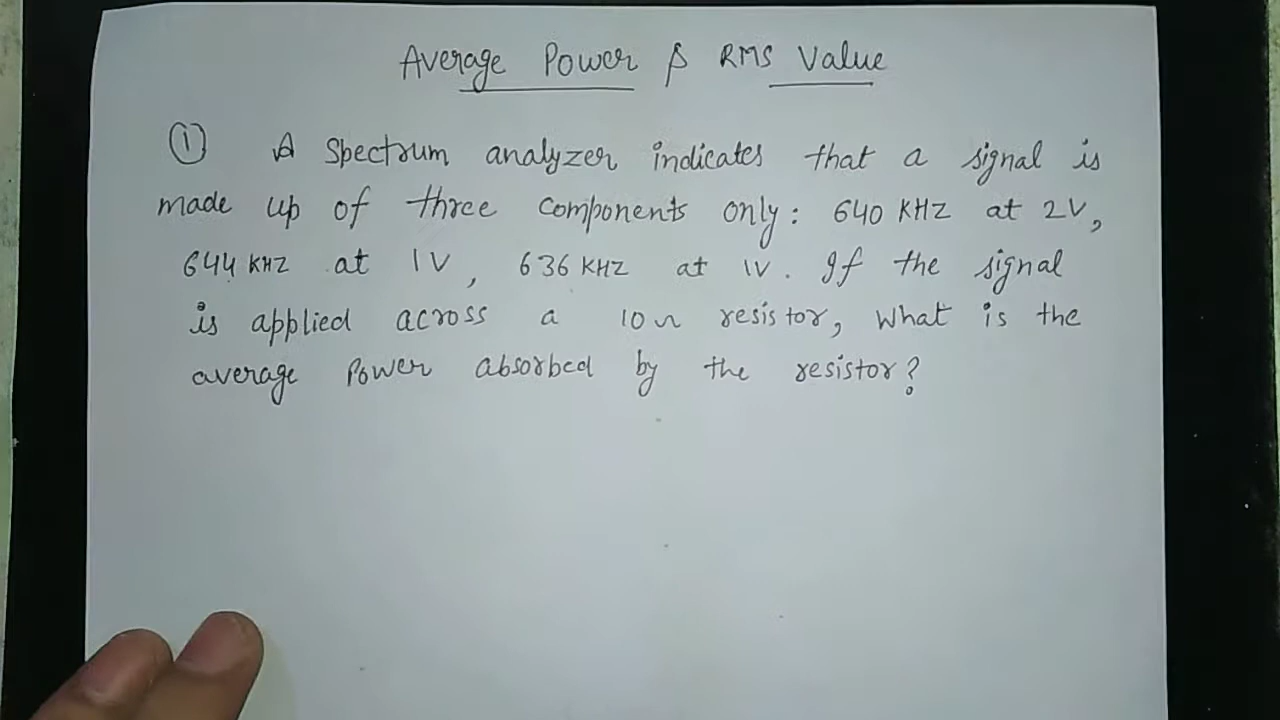 Average Power & RMS Value
① A Spectrum analyzer indicates that a signal is
made up of three components only: 640 KHZ at 2V,
644 KHZ at 1V, 636 KHZ at 1V. If the signal
is applied across a 10Ω resistor, What is the
average Power absorbed by the resistor?